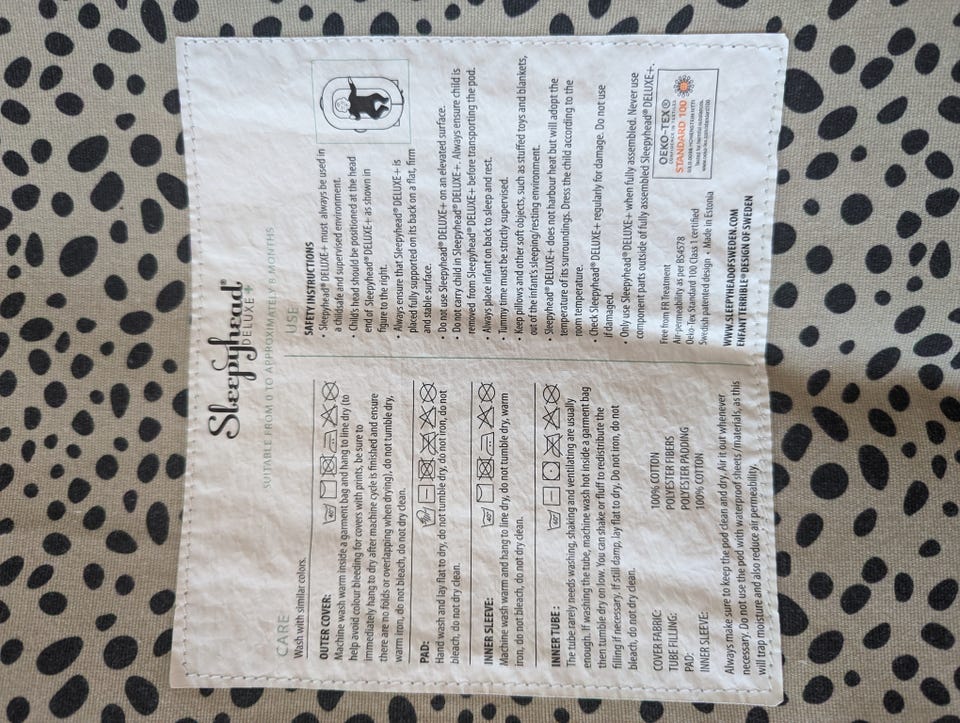 Sleepyhead®
DELUXE+
SUITABLE FROM 0 TO APPROXIMATELY 8 MONTHS
CARE
Wash with similar colors.
OUTER COVER:
Machine wash warm inside a garment bag and hang to line dry (to
help avoid colour bleeding for covers with prints, be sure to
immediately hang to dry after machine cycle is finished and ensure
there are no folds or overlapping when drying), do not tumble dry,
warm iron, do not bleach, do not dry clean.
PAD:
Hand wash and lay flat to dry, do not tumble dry, do not iron, do not
bleach, do not dry clean.
INNER SLEEVE:
Machine wash warm and hang to line dry, do not tumble dry, warm
iron, do not bleach, do not dry clean.
INNER TUBE:
The tube rarely needs washing, shaking and ventilating are usually
enough. If washing the tube, machine wash hot inside a garment bag
then tumble dry on low. You can shake or fluff to redistribute the
filling if necessary. If still damp, lay flat to dry. Do not iron, do not
bleach, do not dry clean.
COVER FABRIC: 100% COTTON
TUBE FILLING: POLYESTER FIBERS
PAD: POLYESTER PADDING
INNER SLEEVE: 100% COTTON
Always make sure to keep the pod clean and dry. Air it out whenever
necessary. Do not use the pod with waterproof sheets /materials, as this
will trap moisture and also reduce air permeability.
USE
SAFETY INSTRUCTIONS
• Sleepyhead® DELUXE+ must always be used in
a childsafe and supervised environment.
• Child's head should be positioned at the head
end of Sleepyhead® DELUXE+ as shown in
figure to the right.
Always ensure that Sleepyhead® DELUXE+ is
placed fully supported on its back on a flat, firm
and stable surface.
• Do not use Sleepyhead® DELUXE+ on an elevated surface.
• Do not carry child in Sleepyhead® DELUXE+. Always ensure child is
removed from Sleepyhead® DELUXE+ before transporting the pod.
• Always place infant on back to sleep and rest.
• Tummy time must be strictly supervised.
• Keep pillows and other soft objects, such as stuffed toys and blankets,
out of the infant's sleeping/resting environment.
• Sleepyhead® DELUXE+ does not harbour heat but will adopt the
temperature of its surroundings. Dress the child according to the
room temperature.
• Check Sleepyhead® DELUXE+ regularly for damage. Do not use
if damaged.
• Only use Sleepyhead® DELUXE+ when fully assembled. Never use
component parts outside of fully assembled Sleepyhead® DELUXE+.
Free from FR Treatment
Air-permeability as per BS4578
Oeko-Tex Standard 100 Class 1 certified
Swedish patented design • Made in Estonia
WWW.SLEEPYHEADOFSWEDEN.COM
ENFANT TERRIBLE® DESIGN OF SWEDEN
OEKO-TEX®
CONFIDENCE IN TEXTILES
STANDARD 100